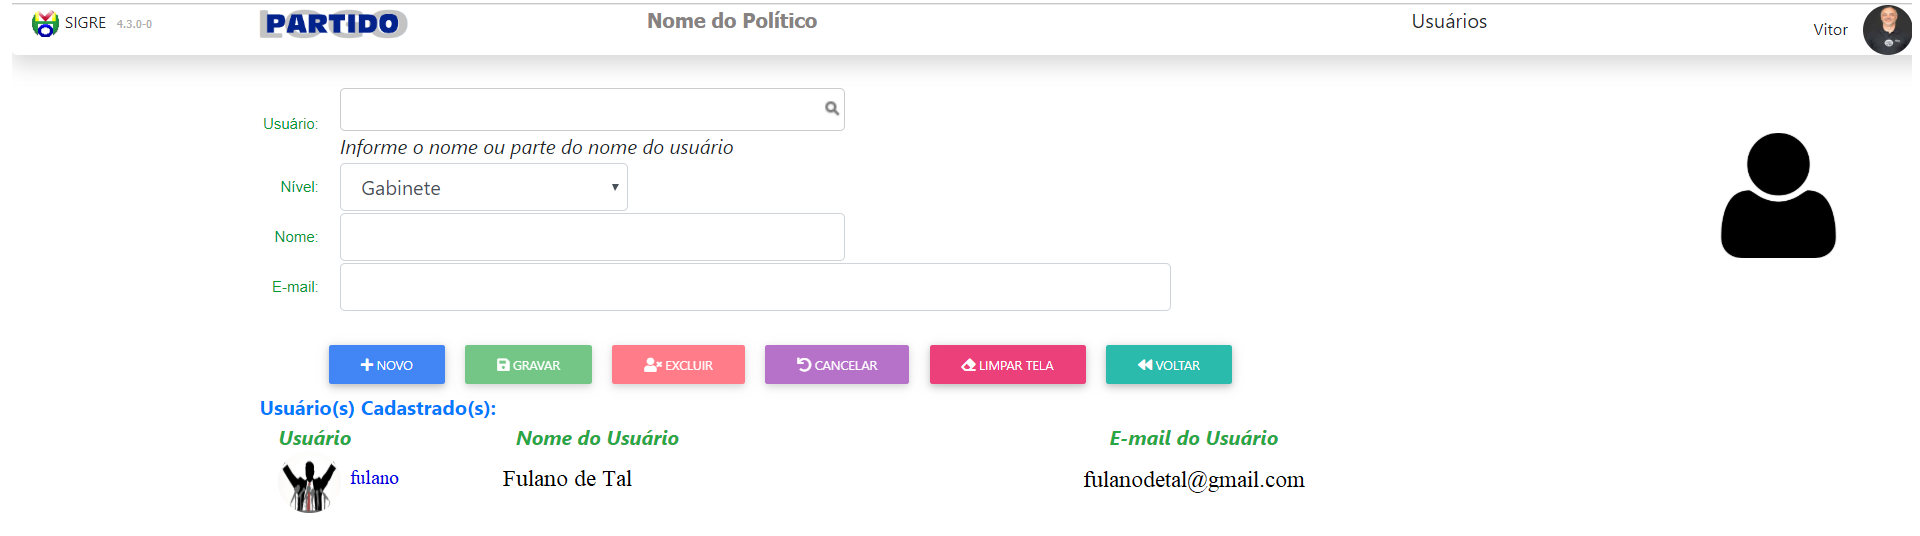 SIGRE 4.3.0-0 PARTIDO Nome do Político Usuários Vitor
Usuário:
Informe o nome ou parte do nome do usuário
Nível: Gabinete
Nome:
E-mail:
NOVO GRAVAR EXCLUIR CANCELAR LIMPAR TELA VOLTAR
Usuário(s) Cadastrado(s):
Usuário Nome do Usuário E-mail do Usuário
fulano Fulano de Tal fulanodetal@gmail.com